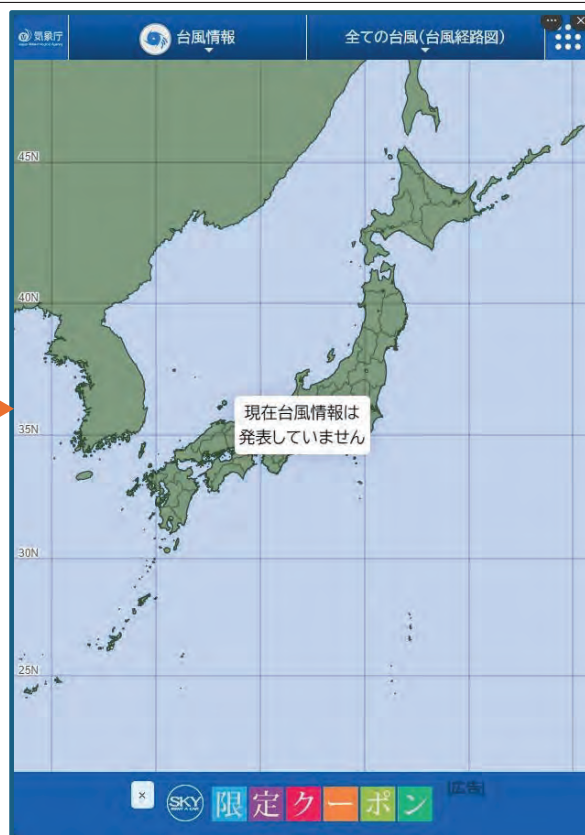 気象庁
台風情報
全ての台風(台風経路図)
45N
40N
35N
30N
25N
現在台風情報は
発表していません
×
SKY
限定クーポン
[広告]